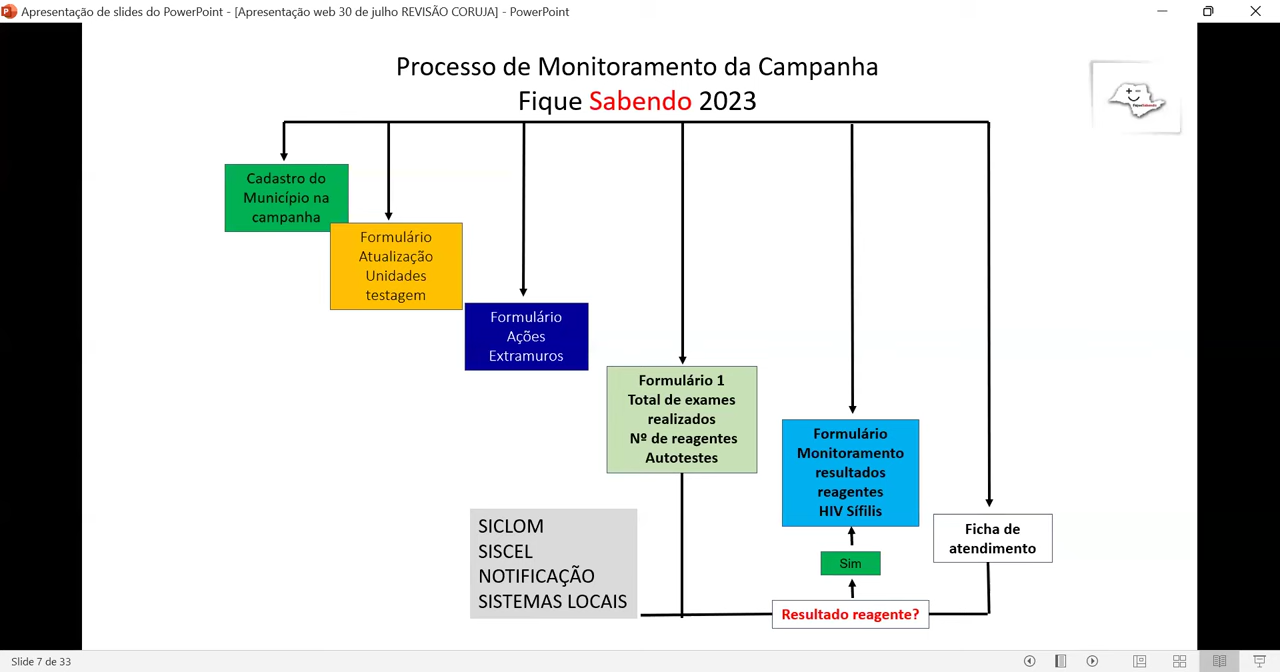 Apresentação de slides do PowerPoint - [Apresentação web 30 de julho REVISÃO CORUJA] - PowerPoint
Processo de Monitoramento da Campanha
Fique Sabendo 2023
Cadastro do
Município na
campanha
Formulário
Atualização
Unidades
testagem
Formulário
Ações
Extramuros
Formulário 1
Total de exames
realizados
Nº de reagentes
Autotestes
Formulário
Monitoramento
resultados
reagentes
HIV Sífilis
Ficha de
atendimento
SICLOM
SISCEL
NOTIFICAÇÃO
SISTEMAS LOCAIS
Sim
Resultado reagente?
Slide 7 de 33